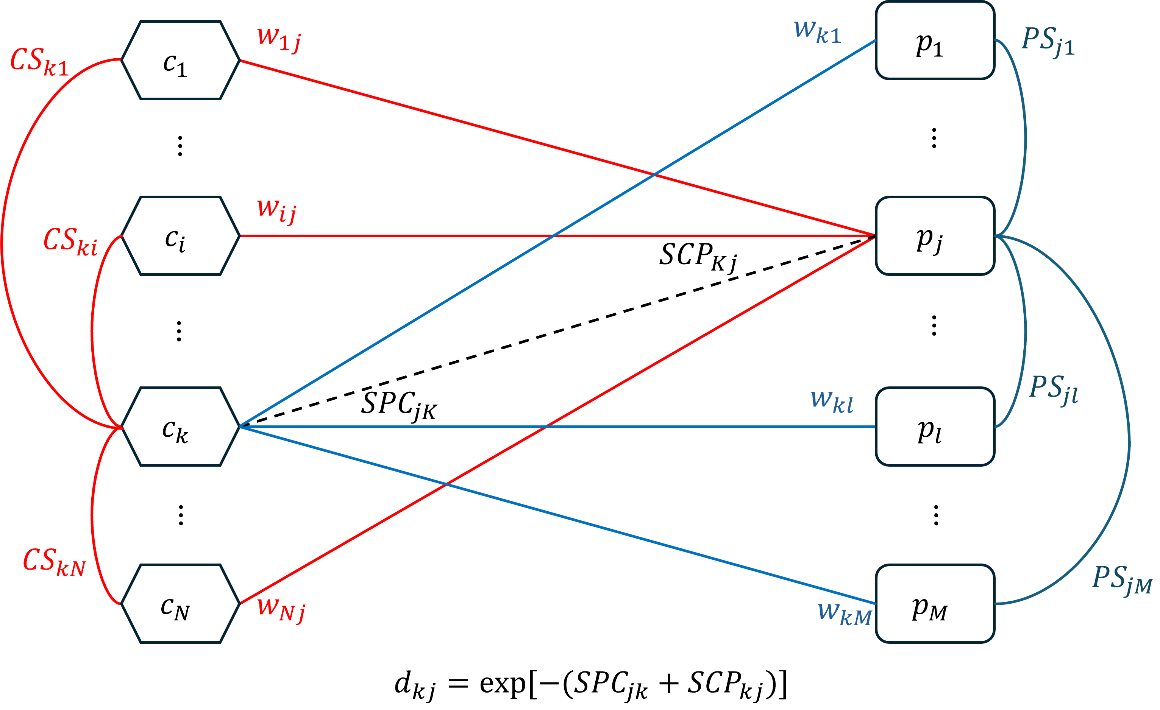 w_{1j}
w_{k1}
CS_{k1}
c_1
p_1
PS_{j1}
⋮
⋮
w_{ij}
CS_{ki}
c_i
p_j
SCP_{Kj}
⋮
⋮
SPC_{jK}
w_{kl}
PS_{jl}
c_k
p_l
⋮
⋮
CS_{kN}
PS_{jM}
c_N
w_{Nj}
w_{kM}
p_M
d_{kj} = exp[−(SPC_{jk} + SCP_{kj})]